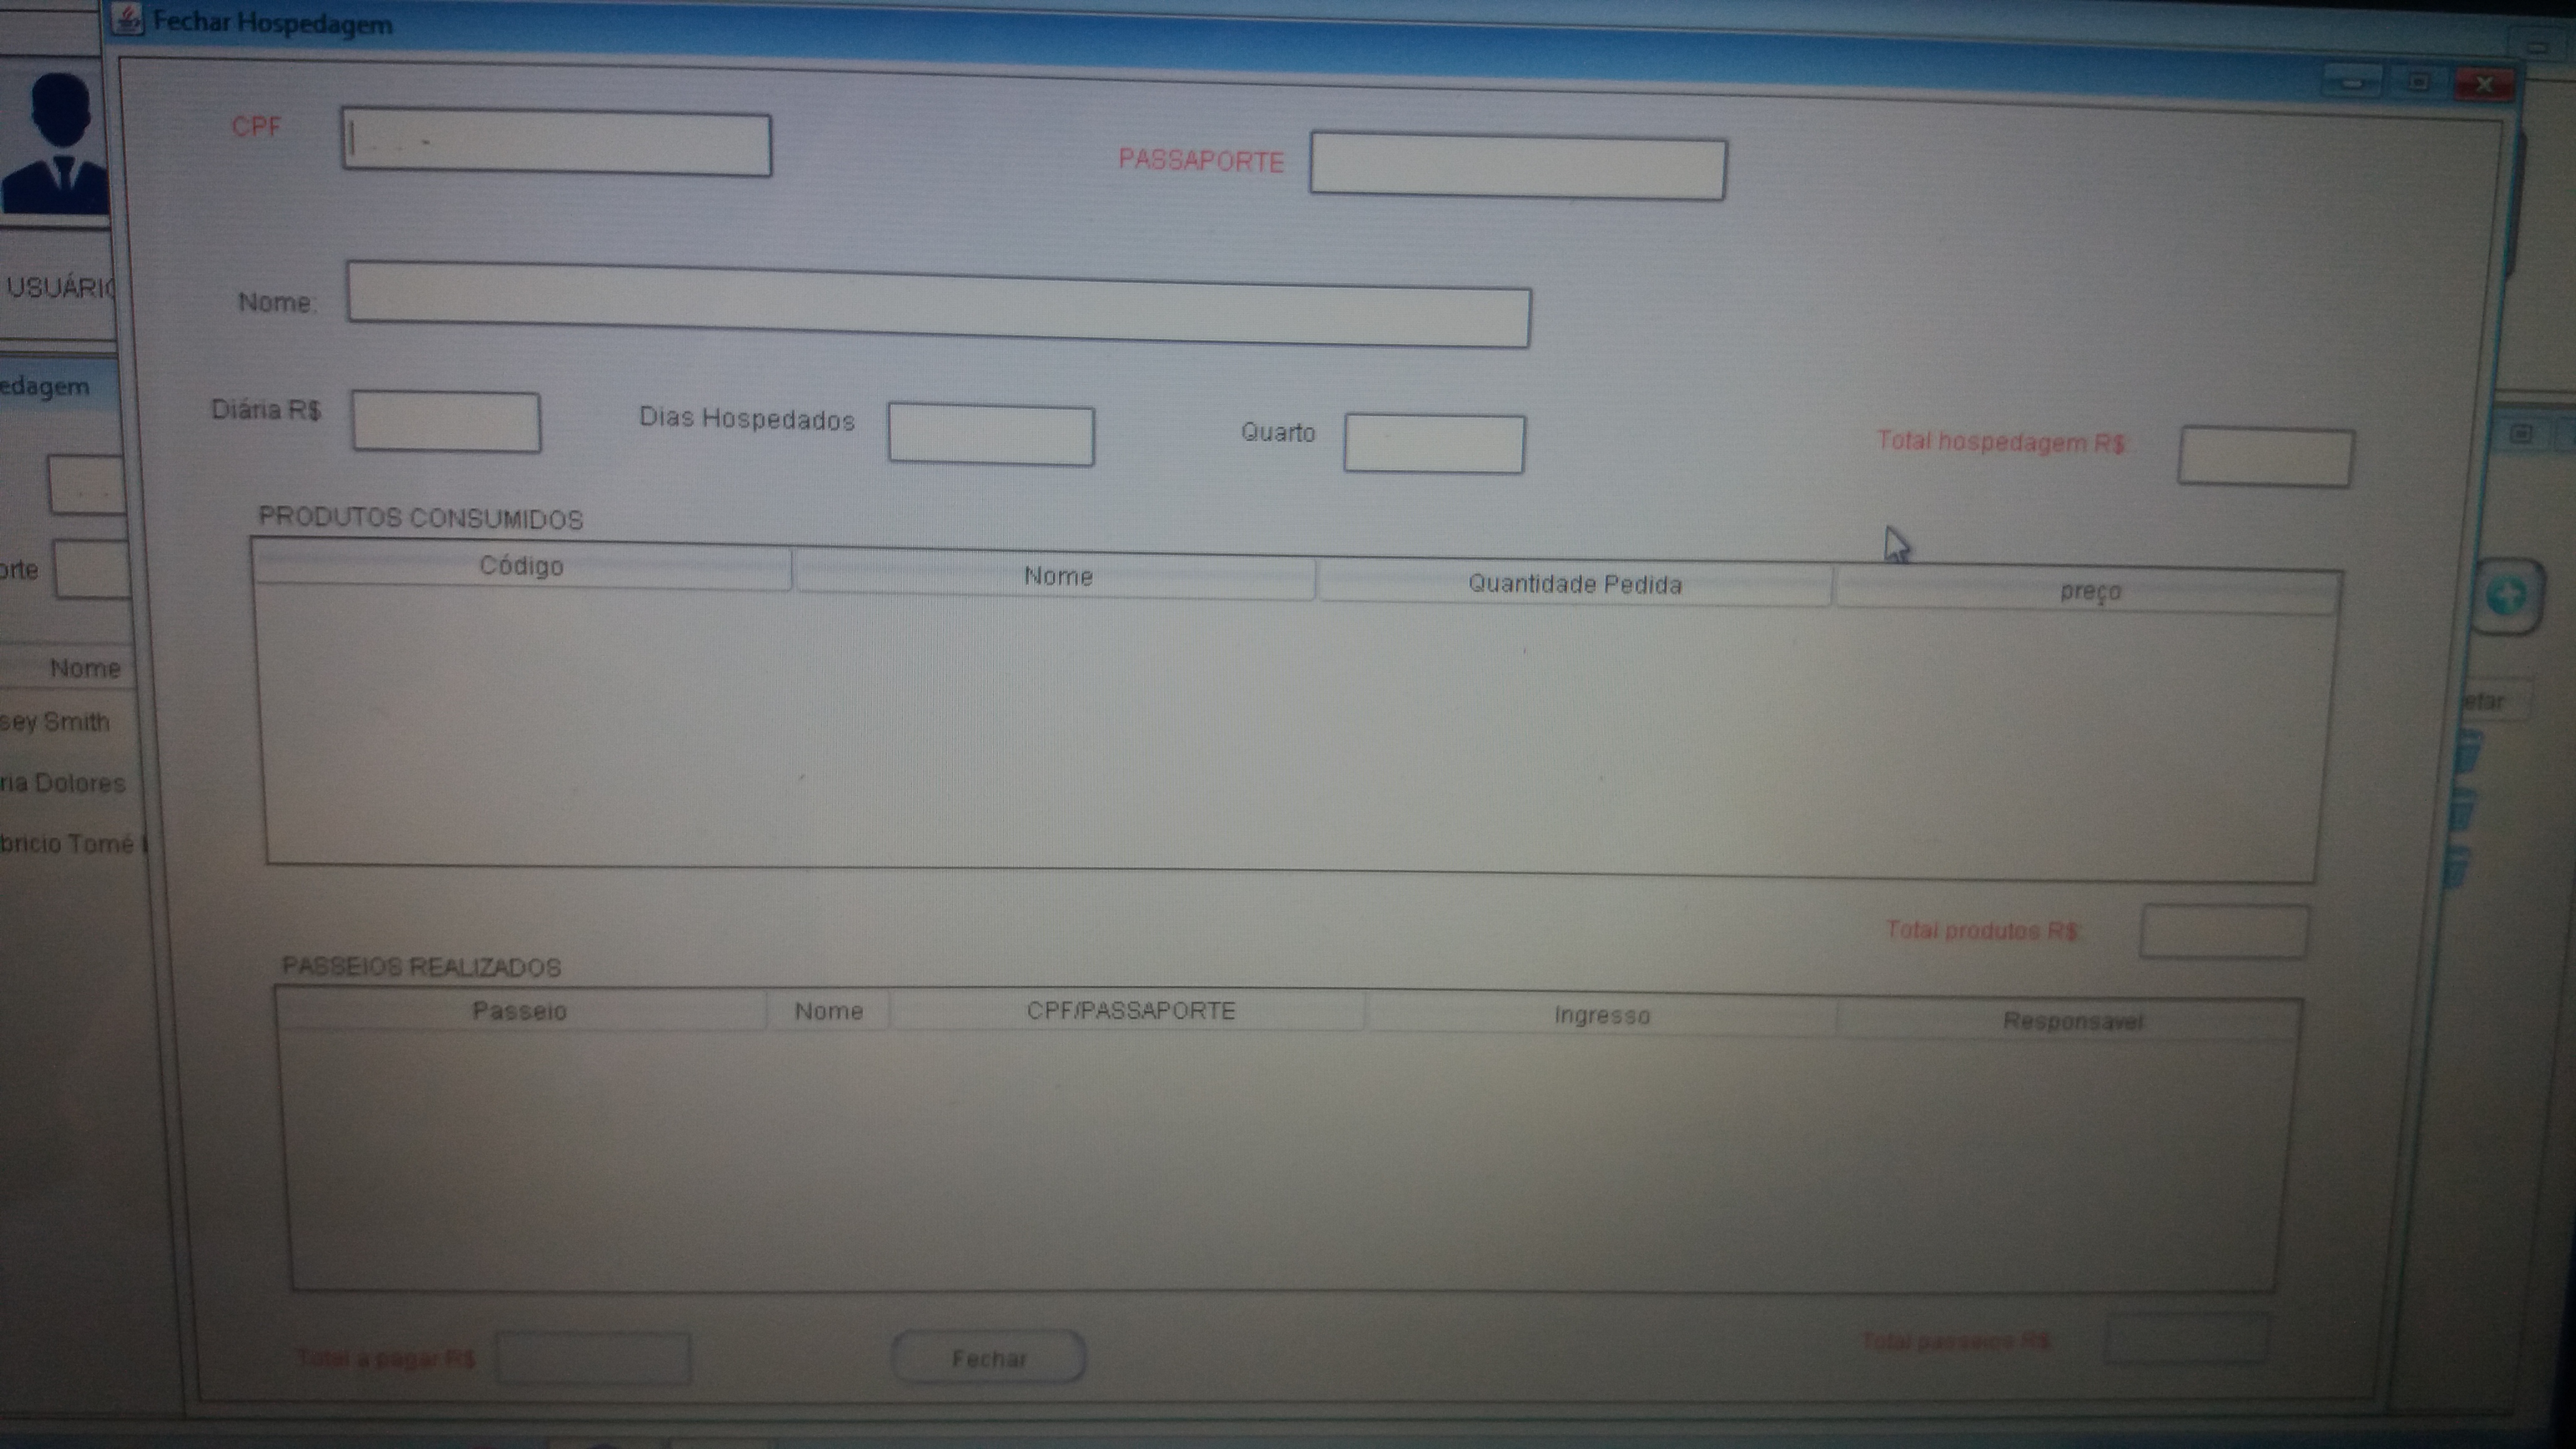 Fechar Hospedagem
CPF
. . -
PASSAPORTE
USUÁRIO
Nome:
edagem
Diária R$
Dias Hospedados
Quarto
Total hospedagem R$
PRODUTOS CONSUMIDOS
Código Nome Quantidade Pedida preço
orte
Nome
sey Smith
etar
ria Dolores
bricio Tomé
Total produtos R$
PASSEIOS REALIZADOS
Passeio Nome CPF/PASSAPORTE Ingresso Responsavel
Total a pagar R$
Fechar
Total passeios R$